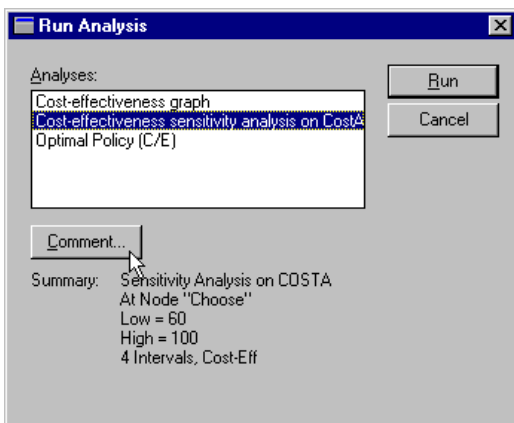 Run Analysis
Analyses:
Run
Cost-effectiveness graph
Cost-effectiveness sensitivity analysis on CostA
Cancel
Optimal Policy (C/E)
Comment...
Summary: Sensitivity Analysis on COSTA
At Node "Choose"
Low = 60
High = 100
4 Intervals, Cost-Eff